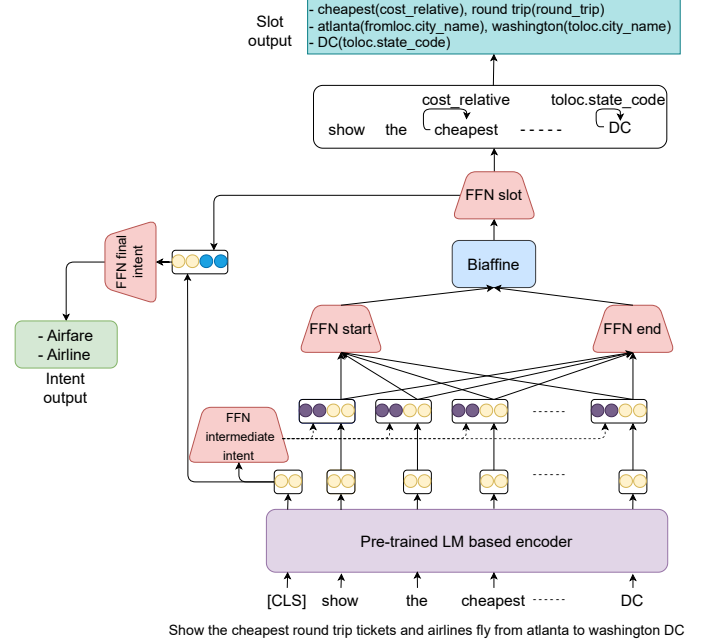 Slot
output
- cheapest(cost_relative), round trip(round_trip)
- atlanta(fromloc.city_name), washington(toloc.city_name)
- DC(toloc.state_code)
cost_relative toloc.state_code
show the cheapest ----- DC
FFN slot
FFN final
intent
Biaffine
- Airfare
- Airline
Intent
output
FFN start
FFN end
FFN
intermediate
intent
Pre-trained LM based encoder
[CLS] show the cheapest ------ DC
Show the cheapest round trip tickets and airlines fly from atlanta to washington DC